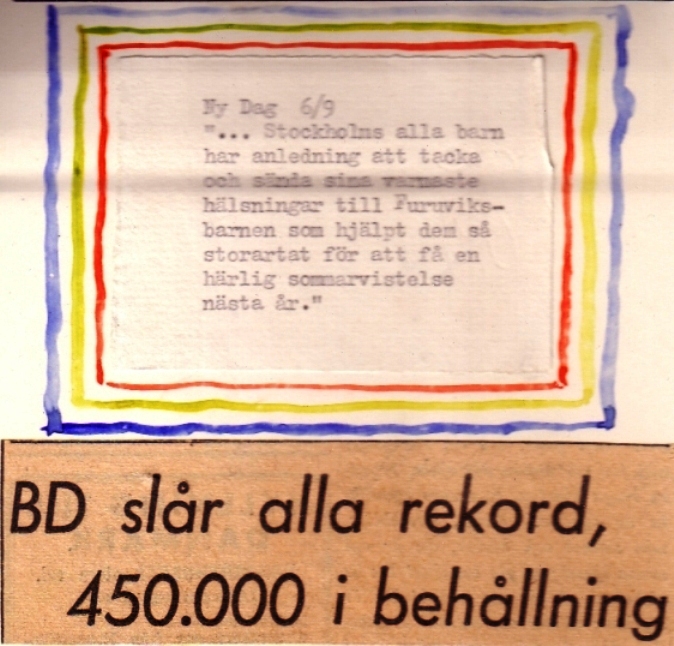 Ny Dag 6/9
"... Stockholms alla barn
har anledning att tacka
och sända sina varmaste
hälsningar till Furuviks-
barnen som hjälpt dem så
storartat för att få en
härlig sommarvistelse
nästa år."
BD slår alla rekord,
450.000 i behållning